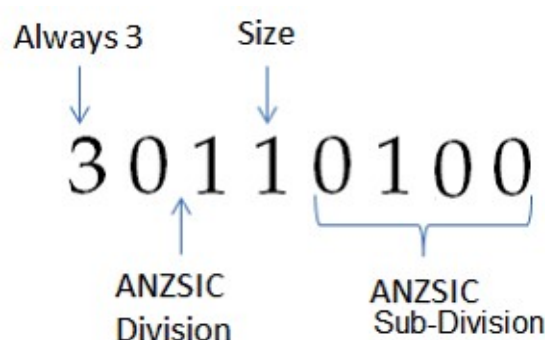 Always 3
Size
3 0 1 1 0 1 0 0
ANZSIC
Division
ANZSIC
Sub-Division